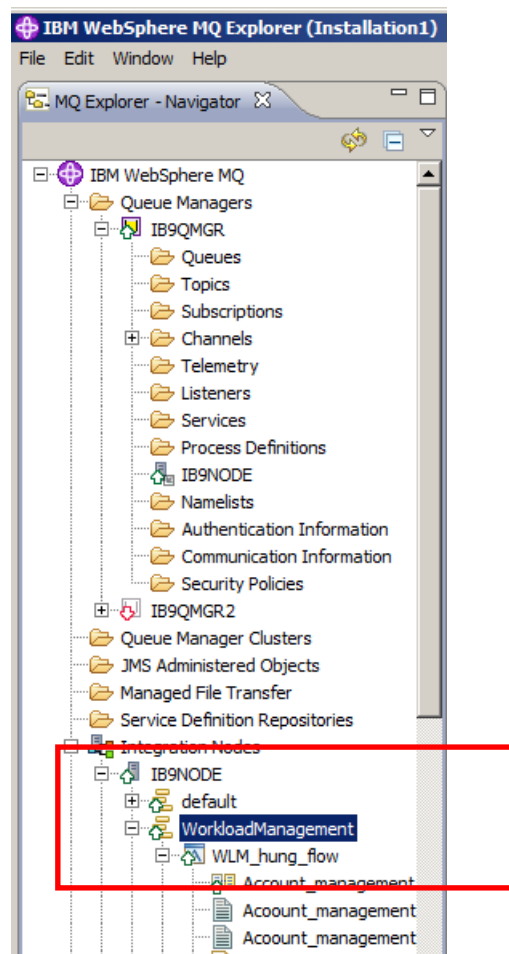 IBM WebSphere MQ Explorer (Installation1)
File Edit Window Help
MQ Explorer - Navigator
IBM WebSphere MQ
Queue Managers
IB9QMGR
Queues
Topics
Subscriptions
Channels
Telemetry
Listeners
Services
Process Definitions
IB9NODE
Namelists
Authentication Information
Communication Information
Security Policies
IB9QMGR2
Queue Manager Clusters
JMS Administered Objects
Managed File Transfer
Service Definition Repositories
Integration Nodes
IB9NODE
default
WorkloadManagement
WLM_hung_flow
Account_management
Acoount_management
Acoount_management